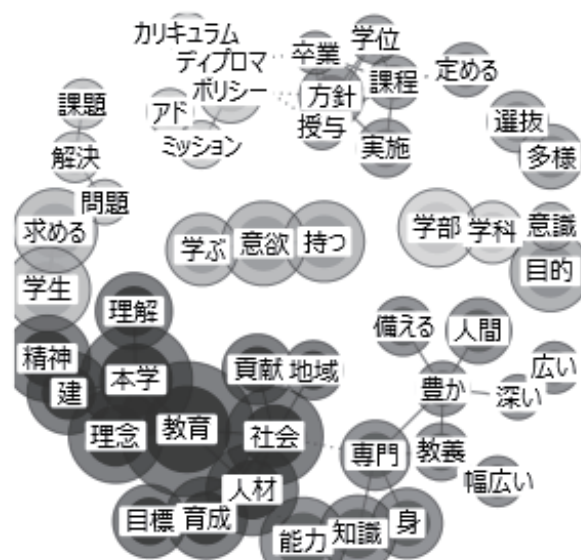 カリキュラム
ディプロマ
ポリシー
アド
ミッション
卒業
学位
方針
課程
定める
授与
実施
選抜
多様
課題
解決
問題
求める
学生
学ぶ
意欲
持つ
学部
学科
意識
目的
理解
精神
建
本学
理念
教育
貢献
地域
社会
人材
目標
育成
能力
知識
身
専門
備える
人間
豊か
教義
深い
広い
幅広い